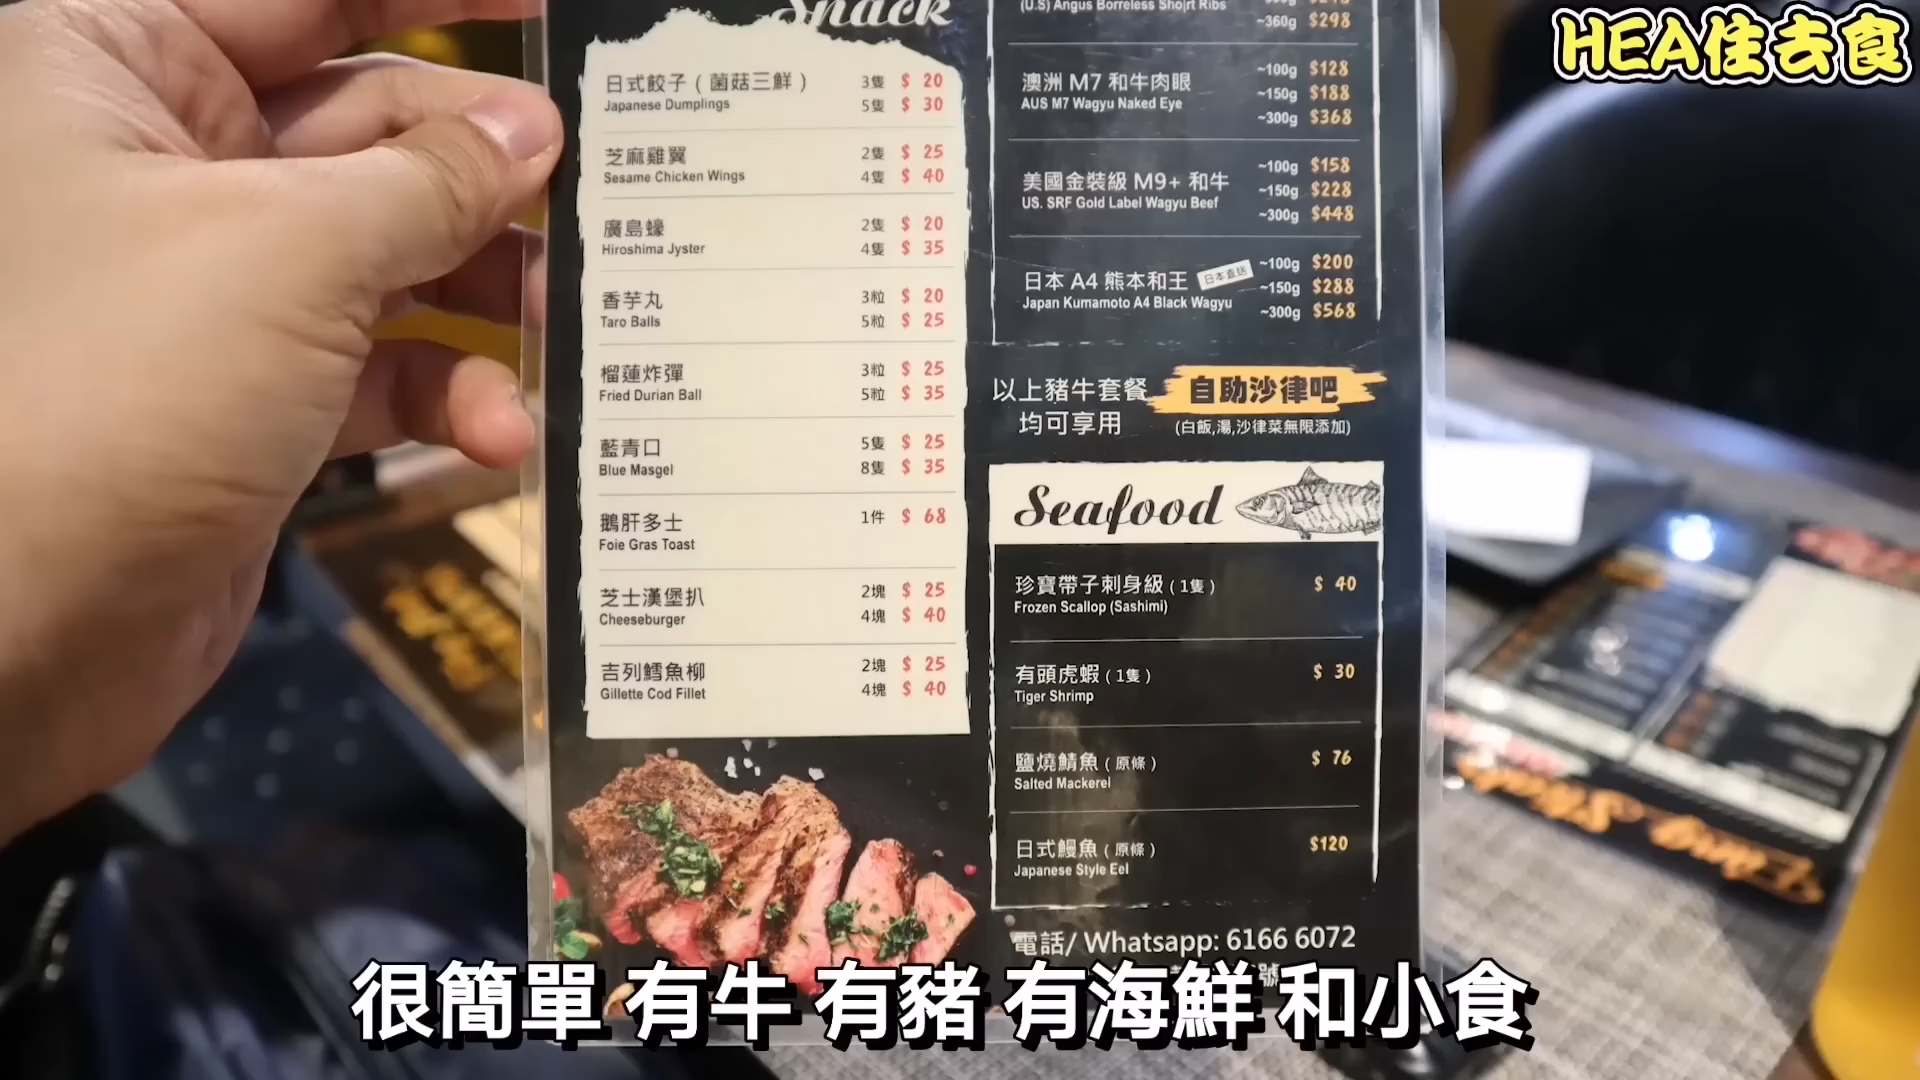 HEA住去食
Snack
日式餃子（菌菇三鮮） 3隻 $ 20
Japanese Dumplings 5隻 $ 30
芝麻雞翼 2隻 $ 25
Sesame Chicken Wings 4隻 $ 40
廣島蠔 2隻 $ 20
Hiroshima Jyster 4隻 $ 35
香芋丸 3粒 $ 20
Taro Balls 5粒 $ 25
榴蓮炸彈 3粒 $ 25
Fried Durian Ball 5粒 $ 35
藍青口 5隻 $ 25
Blue Masgel 8隻 $ 35
鵝肝多士 1件 $ 68
Foie Gras Toast
芝士漢堡扒 2塊 $ 25
Cheeseburger 4塊 $ 40
吉列鱈魚柳 2塊 $ 25
Gillette Cod Fillet 4塊 $ 40
(U.S) Angus Borreless Shojrt Ribs
~360g $298
澳洲 M7 和牛肉眼 ~100g $128
AUS M7 Wagyu Naked Eye ~150g $188
~300g $368
美國金裝級 M9+ 和牛 ~100g $158
US. SRF Gold Label Wagyu Beef ~150g $228
~300g $448
日本 A4 熊本和王 日本直送 ~100g $200
Japan Kumamoto A4 Black Wagyu ~150g $288
~300g $568
以上豬牛套餐 自助沙律吧
均可享用 (白飯,湯,沙律菜無限添加)
Seafood
珍寶帶子刺身級（1隻） $ 40
Frozen Scallop (Sashimi)
有頭虎蝦（1隻） $ 30
Tiger Shrimp
鹽燒鯖魚（原條） $ 76
Salted Mackerel
日式鰻魚（原條） $120
Japanese Style Eel
電話/ Whatsapp: 6166 6072
號
很簡單 有牛 有豬 有海鮮 和小食